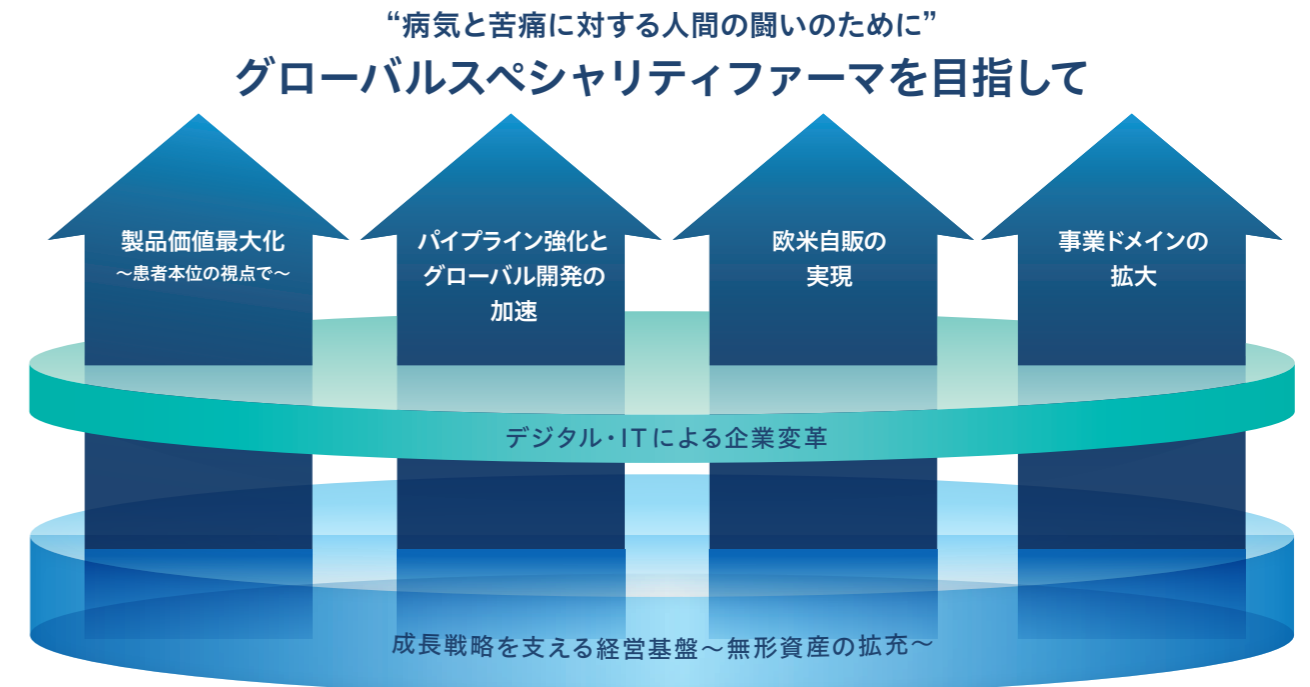 “病気と苦痛に対する人間の闘いのために”
グローバルスペシャリティファーマを目指して
製品価値最大化
～患者本位の視点で～
パイプライン強化と
グローバル開発の
加速
欧米自販の
実現
事業ドメインの
拡大
デジタル・ITによる企業変革
成長戦略を支える経営基盤～無形資産の拡充～